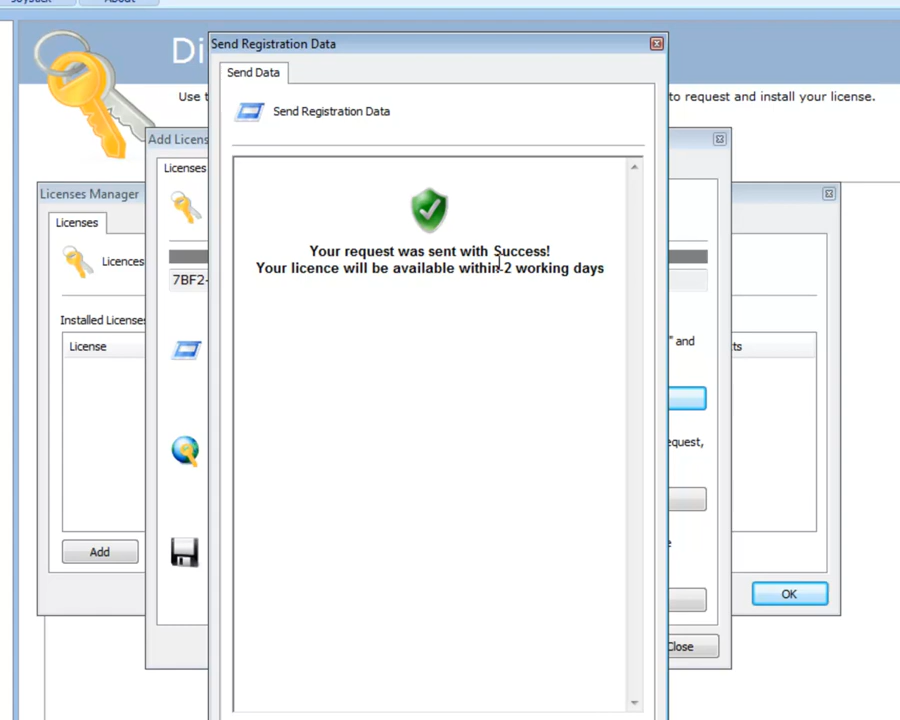 About
Send Registration Data
Di
Send Data
Use t
to request and install your license.
Send Registration Data
Add Licens
Licenses
Licenses Manager
Your request was sent with Success!
Your licence will be available within 2 working days
Licenses
Licences
7BF2-
Installed Licenses
" and
License
ts
equest,
e
Add
OK
Close